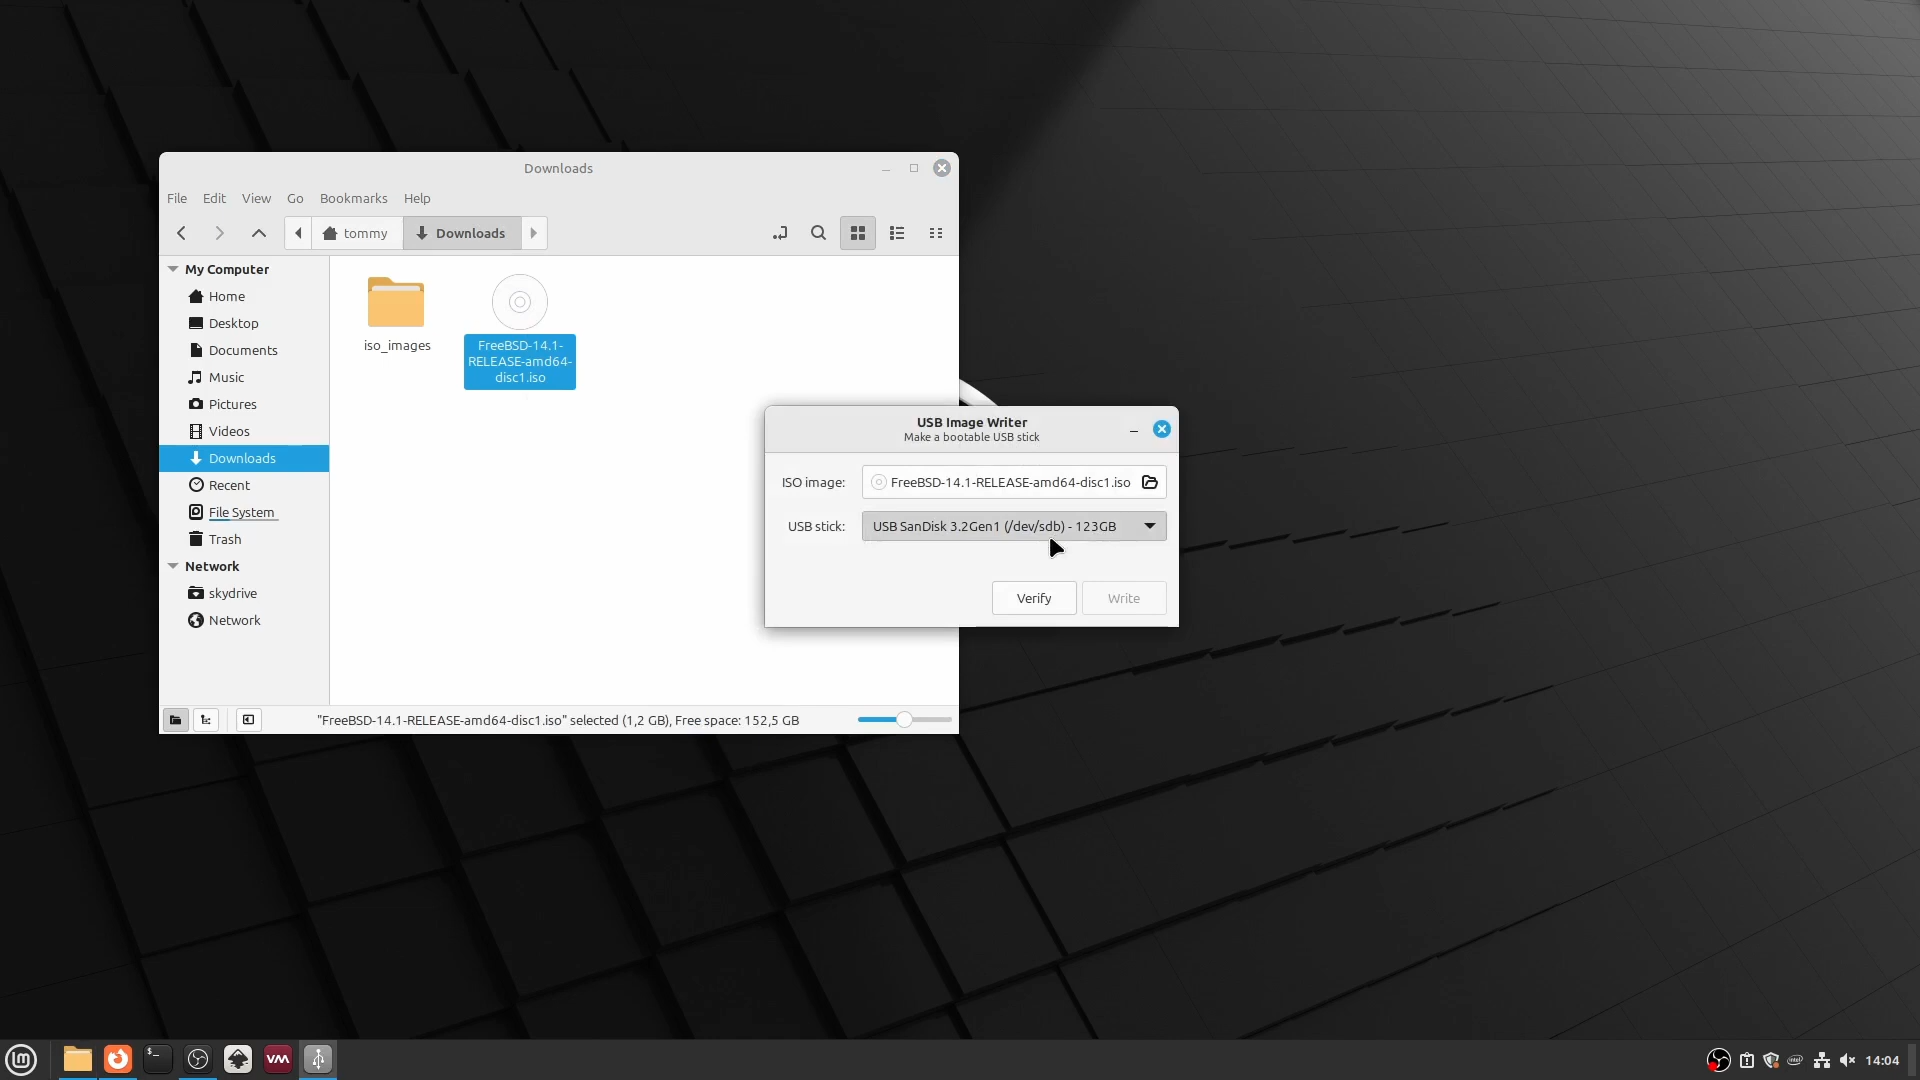 Downloads
File Edit View Go Bookmarks Help
tommy Downloads
My Computer
Home
Desktop
Documents
Music
Pictures
Videos
Downloads
Recent
File System
Trash
Network
skydrive
Network
iso_images
FreeBSD-14.1-
RELEASE-amd64-
disc1.iso
"FreeBSD-14.1-RELEASE-amd64-disc1.iso" selected (1,2 GB), Free space: 152,5 GB
USB Image Writer
Make a bootable USB stick
ISO image: FreeBSD-14.1-RELEASE-amd64-disc1.iso
USB stick: USB SanDisk 3.2Gen1 (/dev/sdb) - 123GB
Verify Write
lm $_ vm intel 14:04